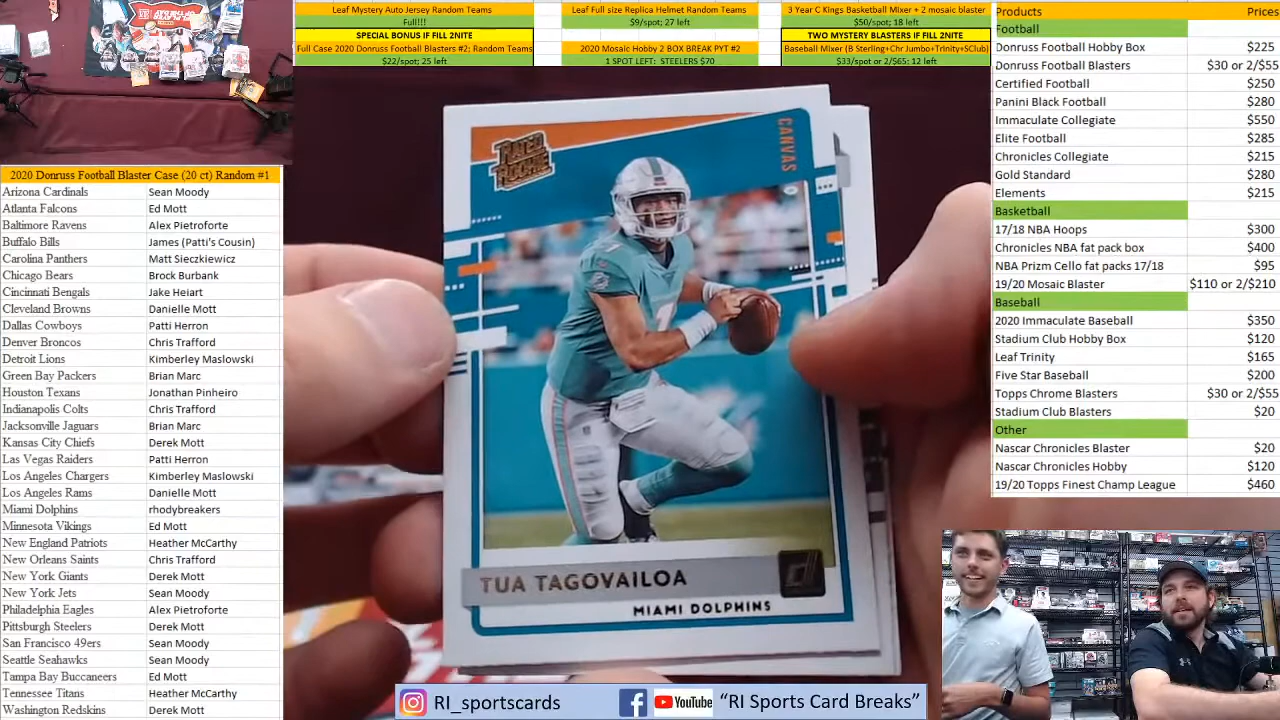 Leaf Mystery Auto Jersey Random Teams
Full!!!
SPECIAL BONUS IF FILL 2NITE
Full Case 2020 Donruss Football Blasters #2; Random Teams
$22/spot; 25 left
Leaf Full size Replica Helmet Random Teams
$9/spot; 27 left
2020 Mosaic Hobby 2 BOX BREAK PYT #2
1 SPOT LEFT: STEELERS $70
3 Year C Kings Basketball Mixer + 2 mosaic blaster
$50/spot; 18 left
TWO MYSTERY BLASTERS IF FILL 2NITE
Baseball Mixer (B Sterling+Chr Jumbo+Trinity+SClub)
$33/spot or 2/$65: 12 left
Products Prices
Football
Donruss Football Hobby Box $225
Donruss Football Blasters $30 or 2/$55
Certified Football $250
Panini Black Football $280
Immaculate Collegiate $550
Elite Football $285
Chronicles Collegiate $215
Gold Standard $280
Elements $215
Basketball
17/18 NBA Hoops $300
Chronicles NBA fat pack box $400
NBA Prizm Cello fat packs 17/18 $95
19/20 Mosaic Blaster $110 or 2/$210
Baseball
2020 Immaculate Baseball $350
Stadium Club Hobby Box $120
Leaf Trinity $165
Five Star Baseball $200
Topps Chrome Blasters $30 or 2/$55
Stadium Club Blasters $20
Other
Nascar Chronicles Blaster $20
Nascar Chronicles Hobby $120
19/20 Topps Finest Champ League $460
2020 Donruss Football Blaster Case (20 ct) Random #1
Arizona Cardinals Sean Moody
Atlanta Falcons Ed Mott
Baltimore Ravens Alex Pietroforte
Buffalo Bills James (Patti's Cousin)
Carolina Panthers Matt Sieczkiewicz
Chicago Bears Brock Burbank
Cincinnati Bengals Jake Heiart
Cleveland Browns Danielle Mott
Dallas Cowboys Patti Herron
Denver Broncos Chris Trafford
Detroit Lions Kimberley Maslowski
Green Bay Packers Brian Marc
Houston Texans Jonathan Pinheiro
Indianapolis Colts Chris Trafford
Jacksonville Jaguars Brian Marc
Kansas City Chiefs Derek Mott
Las Vegas Raiders Patti Herron
Los Angeles Chargers Kimberley Maslowski
Los Angeles Rams Danielle Mott
Miami Dolphins rhodybreakers
Minnesota Vikings Ed Mott
New England Patriots Heather McCarthy
New Orleans Saints Chris Trafford
New York Giants Derek Mott
New York Jets Sean Moody
Philadelphia Eagles Alex Pietroforte
Pittsburgh Steelers Derek Mott
San Francisco 49ers Sean Moody
Seattle Seahawks Sean Moody
Tampa Bay Buccaneers Ed Mott
Tennessee Titans Heather McCarthy
Washington Redskins Derek Mott
RATED ROOKIE
CANVAS
TUA TAGOVAILOA
MIAMI DOLPHINS
RI_sportscards
YouTube
"RI Sports Card Breaks"